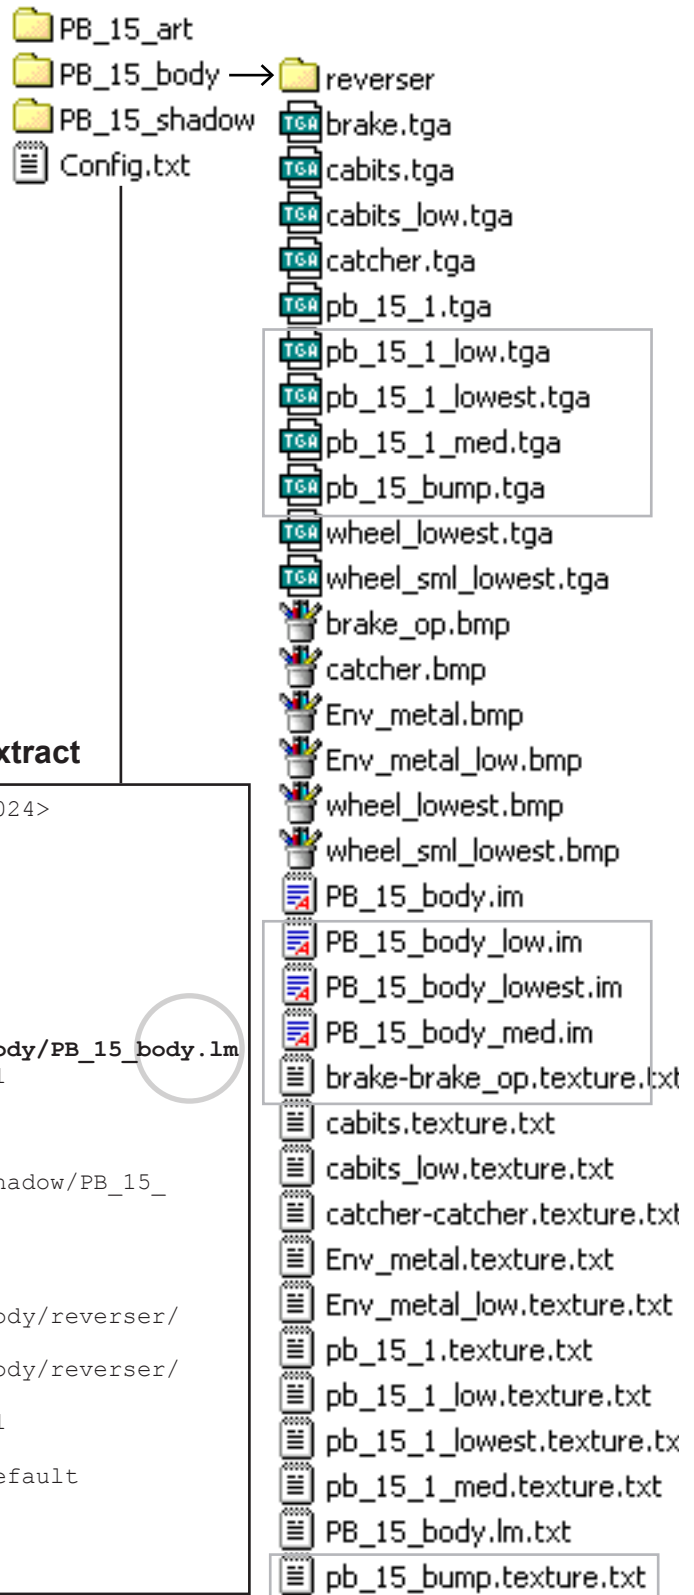 PB_15_art
PB_15_body
PB_15_shadow
Config.txt
reverser
brake.tga
cabits.tga
cabits_low.tga
catcher.tga
pb_15_1.tga
pb_15_1_low.tga
pb_15_1_lowest.tga
pb_15_1_med.tga
pb_15_bump.tga
wheel_lowest.tga
wheel_sml_lowest.tga
brake_op.bmp
catcher.bmp
Env_metal.bmp
Env_metal_low.bmp
wheel_lowest.bmp
wheel_sml_lowest.bmp
PB_15_body.im
PB_15_body_low.im
PB_15_body_lowest.im
PB_15_body_med.im
brake-brake_op.texture.txt
cabits.texture.txt
cabits_low.texture.txt
catcher-catcher.texture.txt
Env_metal.texture.txt
Env_metal_low.texture.txt
pb_15_1.texture.txt
pb_15_1_low.texture.txt
pb_15_1_lowest.texture.tx
pb_15_1_med.texture.txt
PB_15_body.lm.txt
pb_15_bump.texture.txt
xtract
024>
ody/PB_15_body.lm
l
hadow/PB_15_
ody/reverser/
ody/reverser/
l
efault